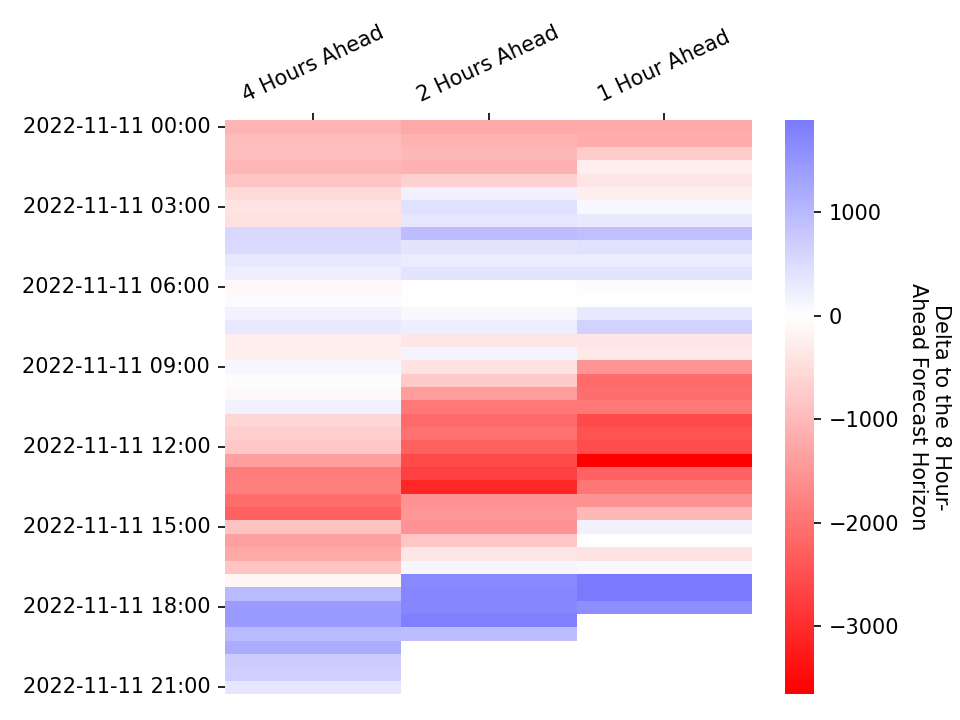 4 Hours Ahead
2 Hours Ahead
1 Hour Ahead
2022-11-11 00:00
2022-11-11 03:00
2022-11-11 06:00
2022-11-11 09:00
2022-11-11 12:00
2022-11-11 15:00
2022-11-11 18:00
2022-11-11 21:00
1000
0
−1000
−2000
−3000
Delta to the 8 Hour-
Ahead Forecast Horizon